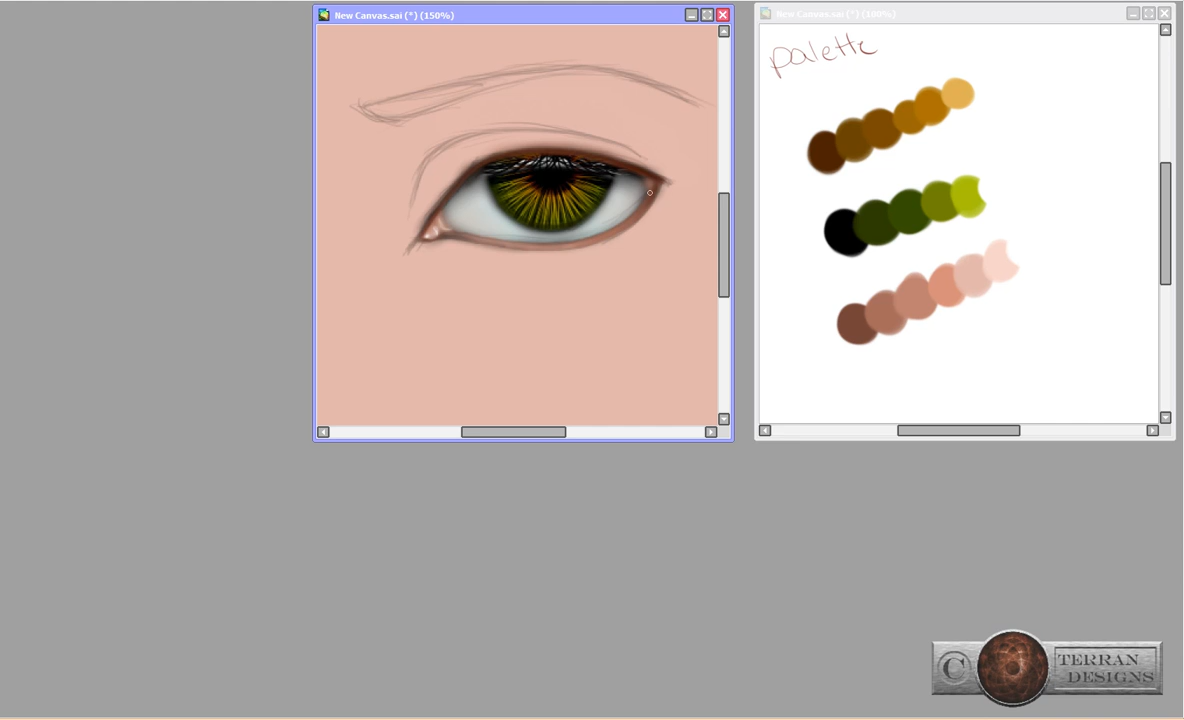 New Canvas.sai (*) (150%)
New Canvas.sai (*) (100%)
palette
©
TERRAN
DESIGNS